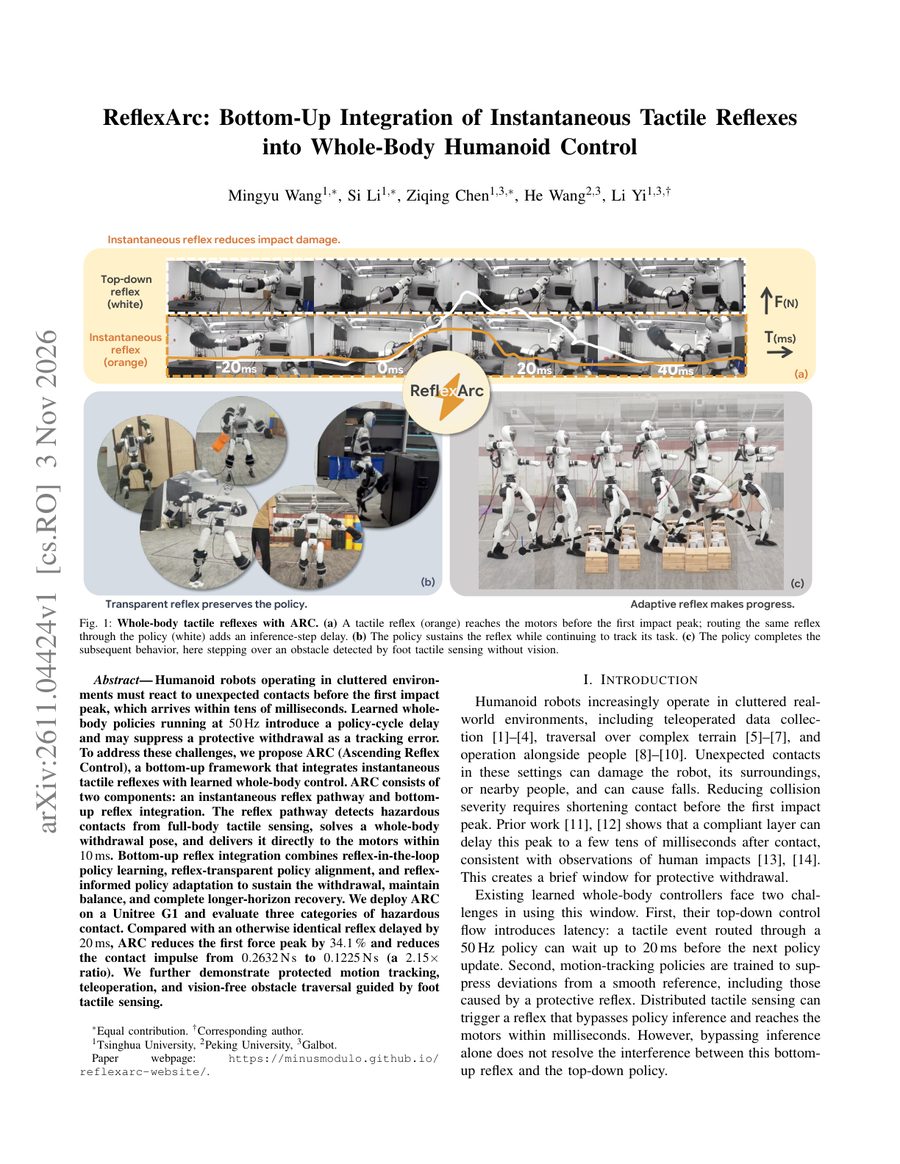 ReflexArc: Bottom-Up Integration of Instantaneous Tactile Reflexes
into Whole-Body Humanoid Control
Mingyu Wang1,∗, Si Li1,∗, Ziqing Chen1,3,∗, He Wang2,3, Li Yi1,3,†
arXiv:2611.04424v1 [cs.RO] 3 Nov 2026
Instantaneous reflex reduces impact damage.
Top-down
reflex
(white)
Instantaneous
reflex
(orange)
-20ms
0ms
20ms
40ms
F(N)
T(ms)
(a)
ReflexArc
(b)
(c)
Transparent reflex preserves the policy.
Adaptive reflex makes progress.
Fig. 1: Whole-body tactile reflexes with ARC. (a) A tactile reflex (orange) reaches the motors before the first impact peak; routing the same reflex
through the policy (white) adds an inference-step delay. (b) The policy sustains the reflex while continuing to track its task. (c) The policy completes the
subsequent behavior, here stepping over an obstacle detected by foot tactile sensing without vision.
Abstract—Humanoid robots operating in cluttered environ-
ments must react to unexpected contacts before the first impact
peak, which arrives within tens of milliseconds. Learned whole-
body policies running at 50 Hz introduce a policy-cycle delay
and may suppress a protective withdrawal as a tracking error.
To address these challenges, we propose ARC (Ascending Reflex
Control), a bottom-up framework that integrates instantaneous
tactile reflexes with learned whole-body control. ARC consists of
two components: an instantaneous reflex pathway and bottom-
up reflex integration. The reflex pathway detects hazardous
contacts from full-body tactile sensing, solves a whole-body
withdrawal pose, and delivers it directly to the motors within
10 ms. Bottom-up reflex integration combines reflex-in-the-loop
policy learning, reflex-transparent policy alignment, and reflex-
informed policy adaptation to sustain the withdrawal, maintain
balance, and complete longer-horizon recovery. We deploy ARC
on a Unitree G1 and evaluate three categories of hazardous
contact. Compared with an otherwise identical reflex delayed by
20 ms, ARC reduces the first force peak by 34.1 % and reduces
the contact impulse from 0.2632 N s to 0.1225 N s (a 2.15×
ratio). We further demonstrate protected motion tracking,
teleoperation, and vision-free obstacle traversal guided by foot
tactile sensing.
∗Equal contribution. †Corresponding author.
1Tsinghua University, 2Peking University, 3Galbot.
Paper webpage: https://minusmodulo.github.io/
reflexarc-website/.
I. INTRODUCTION
Humanoid robots increasingly operate in cluttered real-
world environments, including teleoperated data collec-
tion [1]–[4], traversal over complex terrain [5]–[7], and
operation alongside people [8]–[10]. Unexpected contacts
in these settings can damage the robot, its surroundings,
or nearby people, and can cause falls. Reducing collision
severity requires shortening contact before the first impact
peak. Prior work [11], [12] shows that a compliant layer can
delay this peak to a few tens of milliseconds after contact,
consistent with observations of human impacts [13], [14].
This creates a brief window for protective withdrawal.
Existing learned whole-body controllers face two chal-
lenges in using this window. First, their top-down control
flow introduces latency: a tactile event routed through a
50 Hz policy can wait up to 20 ms before the next policy
update. Second, motion-tracking policies are trained to sup-
press deviations from a smooth reference, including those
caused by a protective reflex. Distributed tactile sensing can
trigger a reflex that bypasses policy inference and reaches the
motors within milliseconds. However, bypassing inference
alone does not resolve the interference between this bottom-
up reflex and the top-down policy.